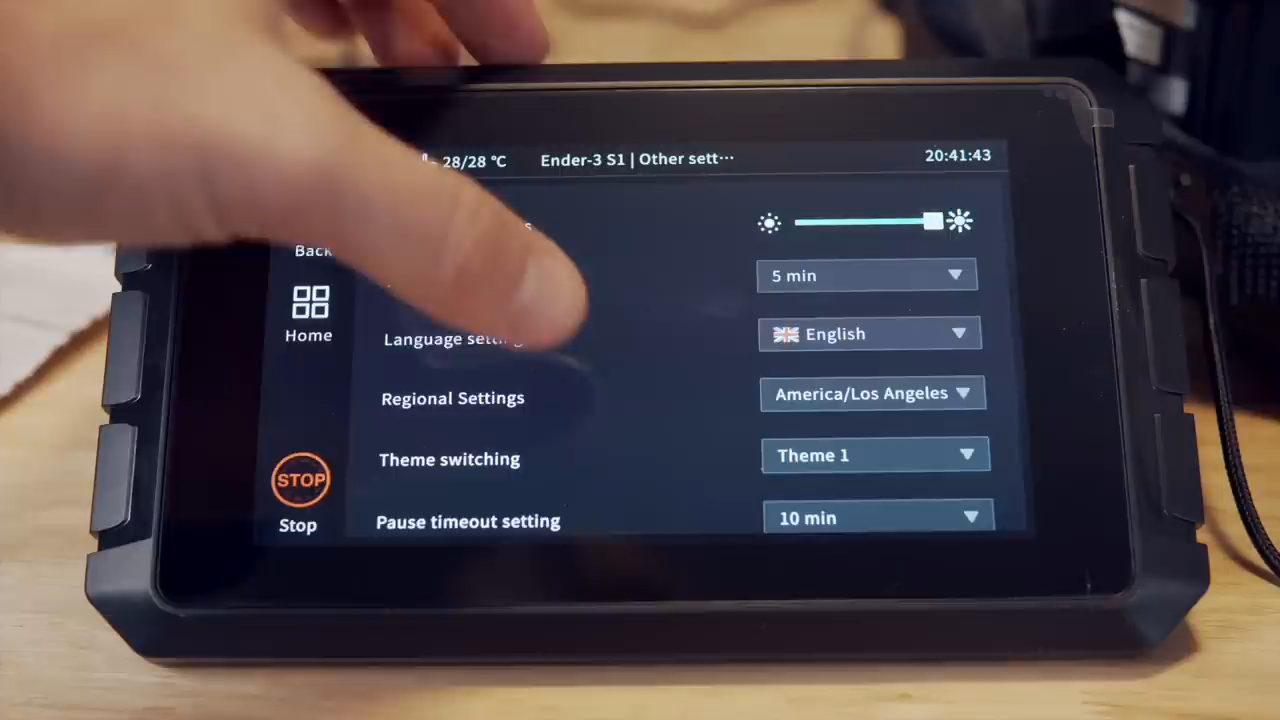 28/28 °C Ender-3 S1 | Other sett··· 20:41:43
Back
5 min
Home
Language English
Regional Settings America/Los Angeles
Theme switching Theme 1
STOP
Stop
Pause timeout setting 10 min